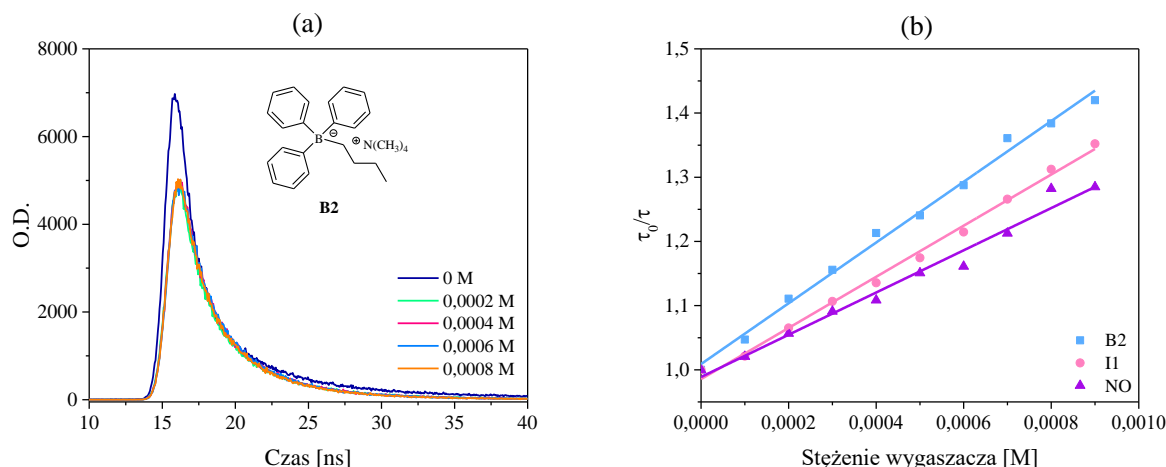 (a)
8000
6000
4000
2000
0
O.D.
10 15 20 25 30 35 40
Czas [ns]
B
⊖
⊕ N(CH₃)₄
B2
0 M
0,0002 M
0,0004 M
0,0006 M
0,0008 M
(b)
1,5
1,4
1,3
1,2
1,1
1,0
τ₀/τ
0,0000 0,0002 0,0004 0,0006 0,0008 0,0010
Stężenie wygaszacza [M]
B2
I1
NO